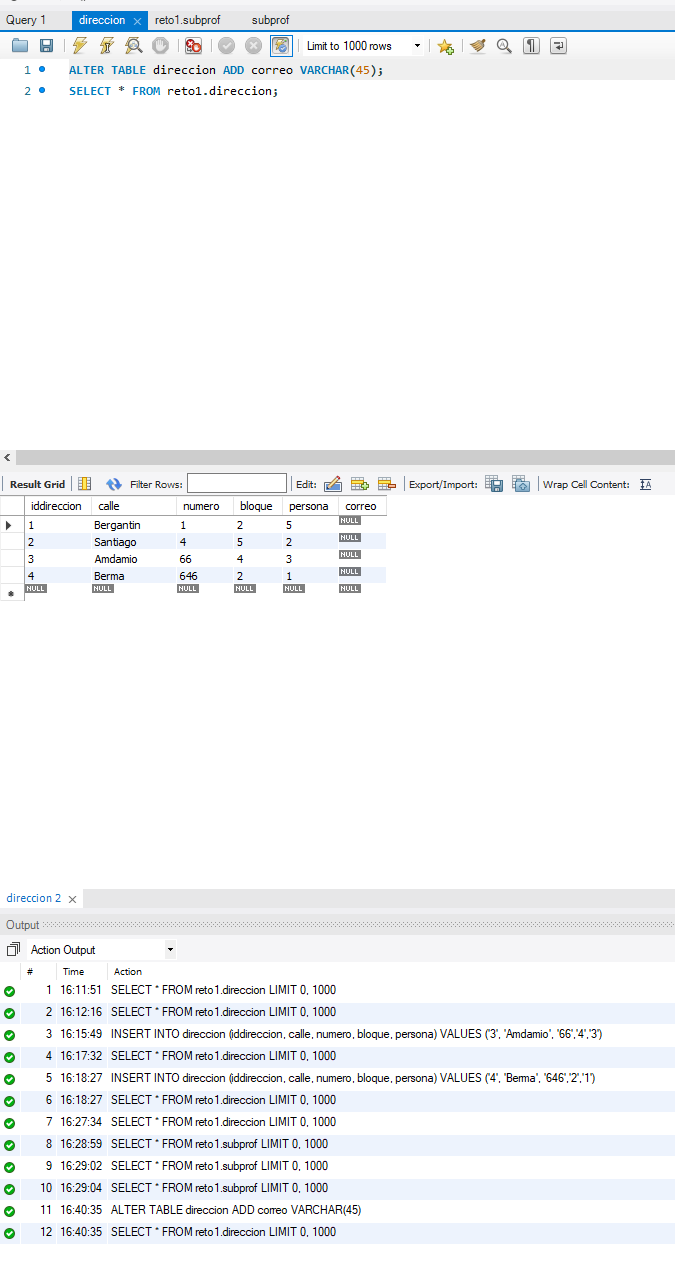 Query 1 direccion reto1.subprof subprof
Limit to 1000 rows
1 ALTER TABLE direccion ADD correo VARCHAR(45);
2 SELECT * FROM reto1.direccion;
Result Grid Filter Rows: Edit: Export/Import: Wrap Cell Content:
iddireccion calle numero bloque persona correo
1 Bergantin 1 2 5 NULL
2 Santiago 4 5 2 NULL
3 Amdamio 66 4 3 NULL
4 Berma 646 2 1 NULL
NULL NULL NULL NULL NULL NULL
direccion 2
Output
Action Output
# Time Action
1 16:11:51 SELECT * FROM reto1.direccion LIMIT 0, 1000
2 16:12:16 SELECT * FROM reto1.direccion LIMIT 0, 1000
3 16:15:49 INSERT INTO direccion (iddireccion, calle, numero, bloque, persona) VALUES ('3', 'Amdamio', '66','4','3')
4 16:17:32 SELECT * FROM reto1.direccion LIMIT 0, 1000
5 16:18:27 INSERT INTO direccion (iddireccion, calle, numero, bloque, persona) VALUES ('4', 'Berma', '646','2','1')
6 16:18:27 SELECT * FROM reto1.direccion LIMIT 0, 1000
7 16:27:34 SELECT * FROM reto1.direccion LIMIT 0, 1000
8 16:28:59 SELECT * FROM reto1.subprof LIMIT 0, 1000
9 16:29:02 SELECT * FROM reto1.subprof LIMIT 0, 1000
10 16:29:04 SELECT * FROM reto1.subprof LIMIT 0, 1000
11 16:40:35 ALTER TABLE direccion ADD correo VARCHAR(45)
12 16:40:35 SELECT * FROM reto1.direccion LIMIT 0, 1000